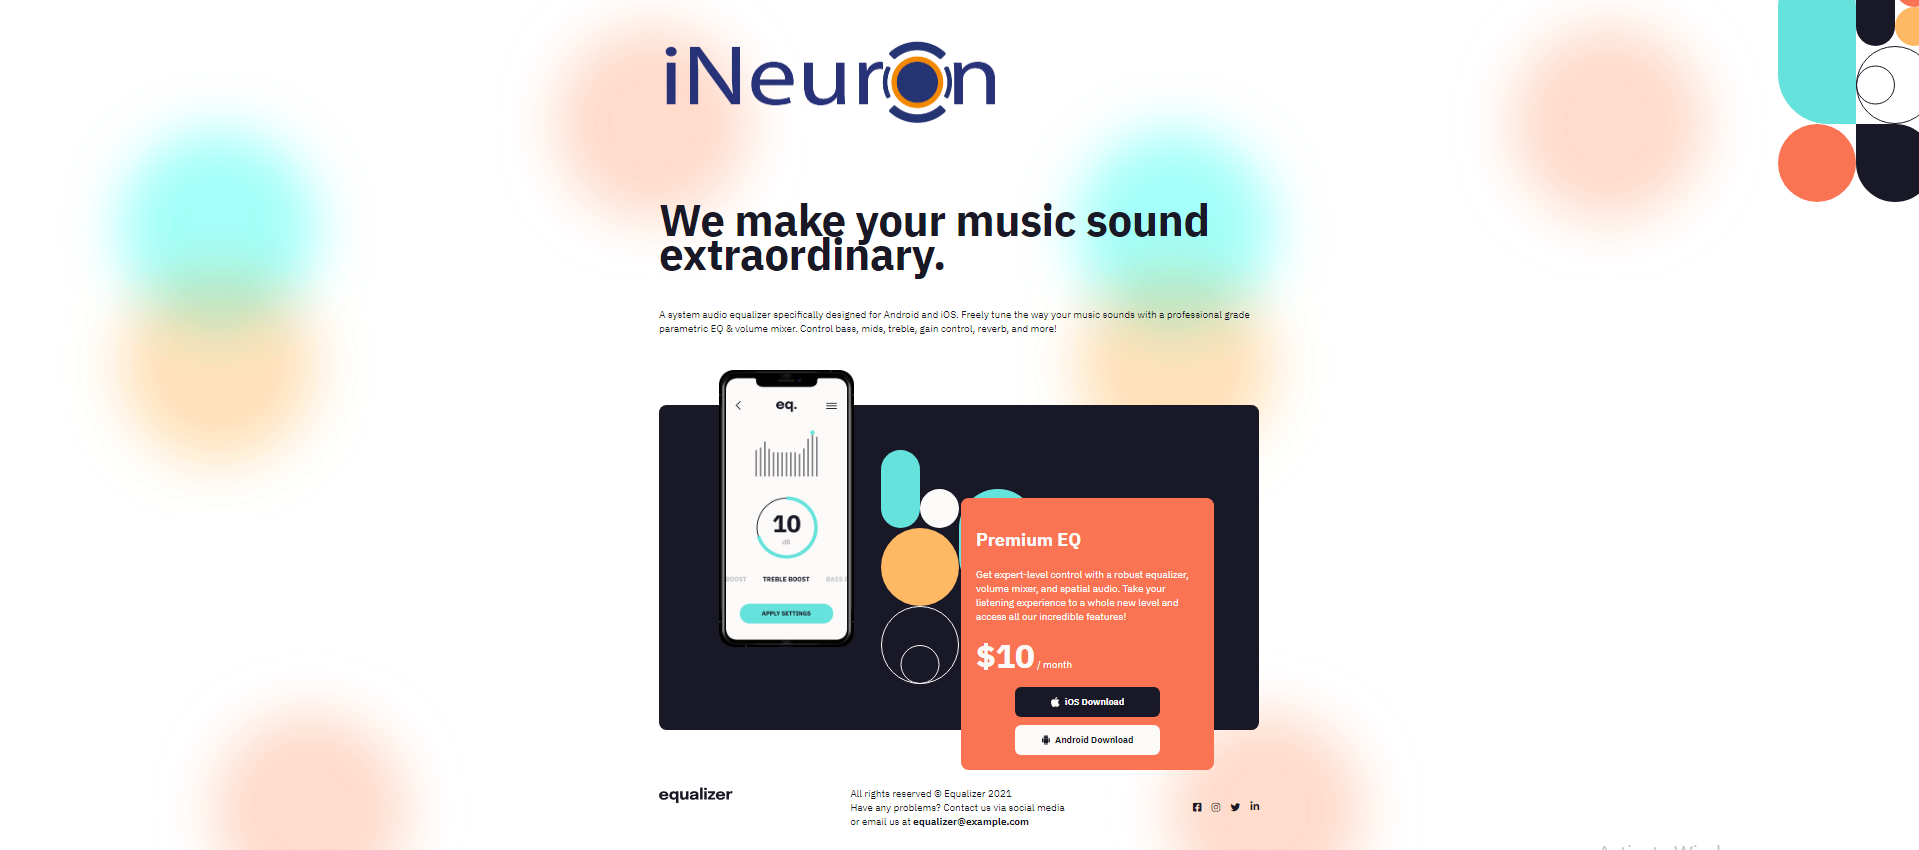 iNeuron
We make your music sound
extraordinary.
A system audio equalizer specifically designed for Android and iOS. Freely tune the way your music sounds with a professional grade
parametric EQ & volume mixer. Control bass, mids, treble, gain control, reverb, and more!
eq.
10
dB
TREBLE BOOST
APPLY SETTINGS
Premium EQ
Get expert-level control with a robust equalizer,
volume mixer, and spatial audio. Take your
listening experience to a whole new level and
access all our incredible features!
$10 / month
iOS Download
Android Download
equalizer
All rights reserved © Equalizer 2021
Have any problems? Contact us via social media
or email us at equalizer@example.com
in